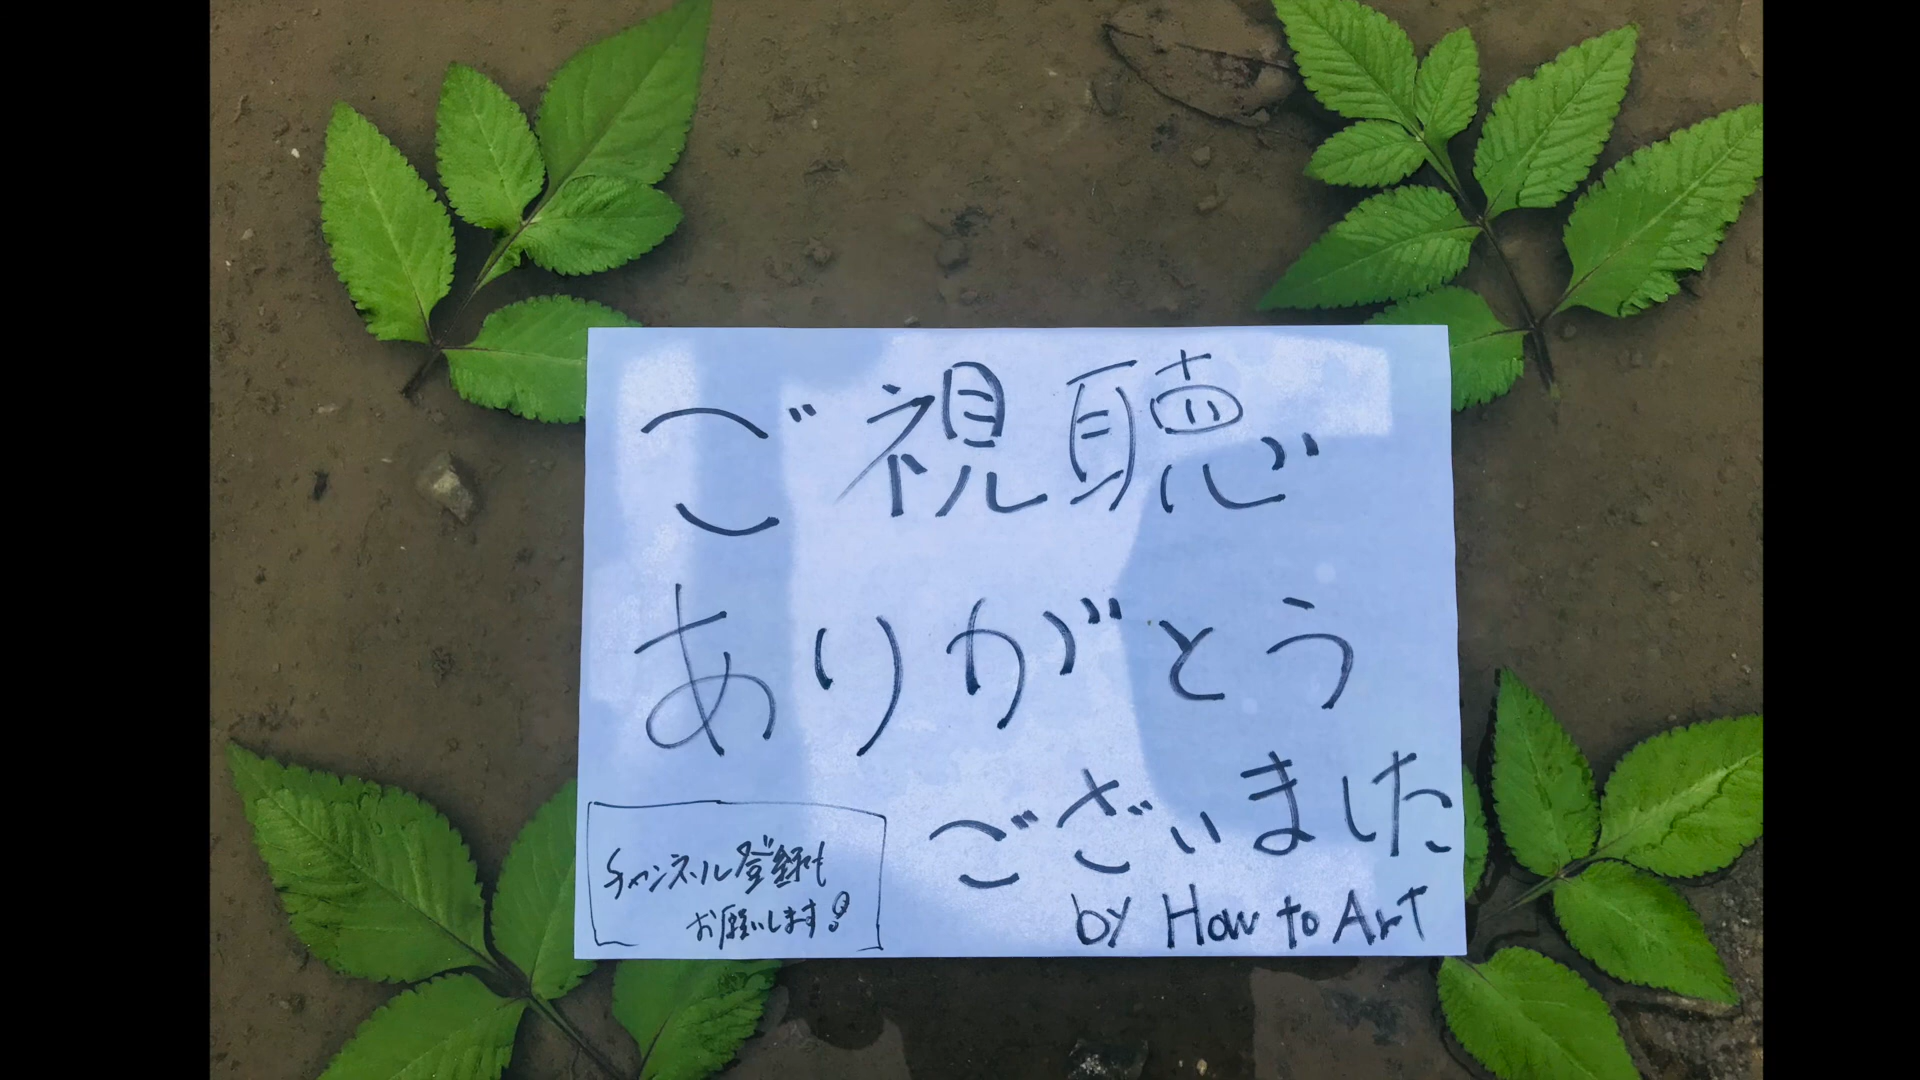 ご視聴
ありがとう
ございました
by How to Art
チャンネル登録も
お願いします!